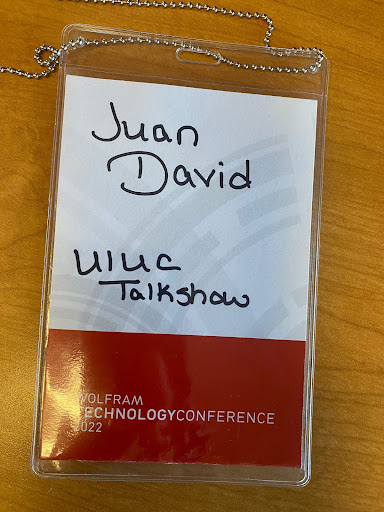 Juan
David
UIUC
Talkshow
WOLFRAM
TECHNOLOGYCONFERENCE
2022